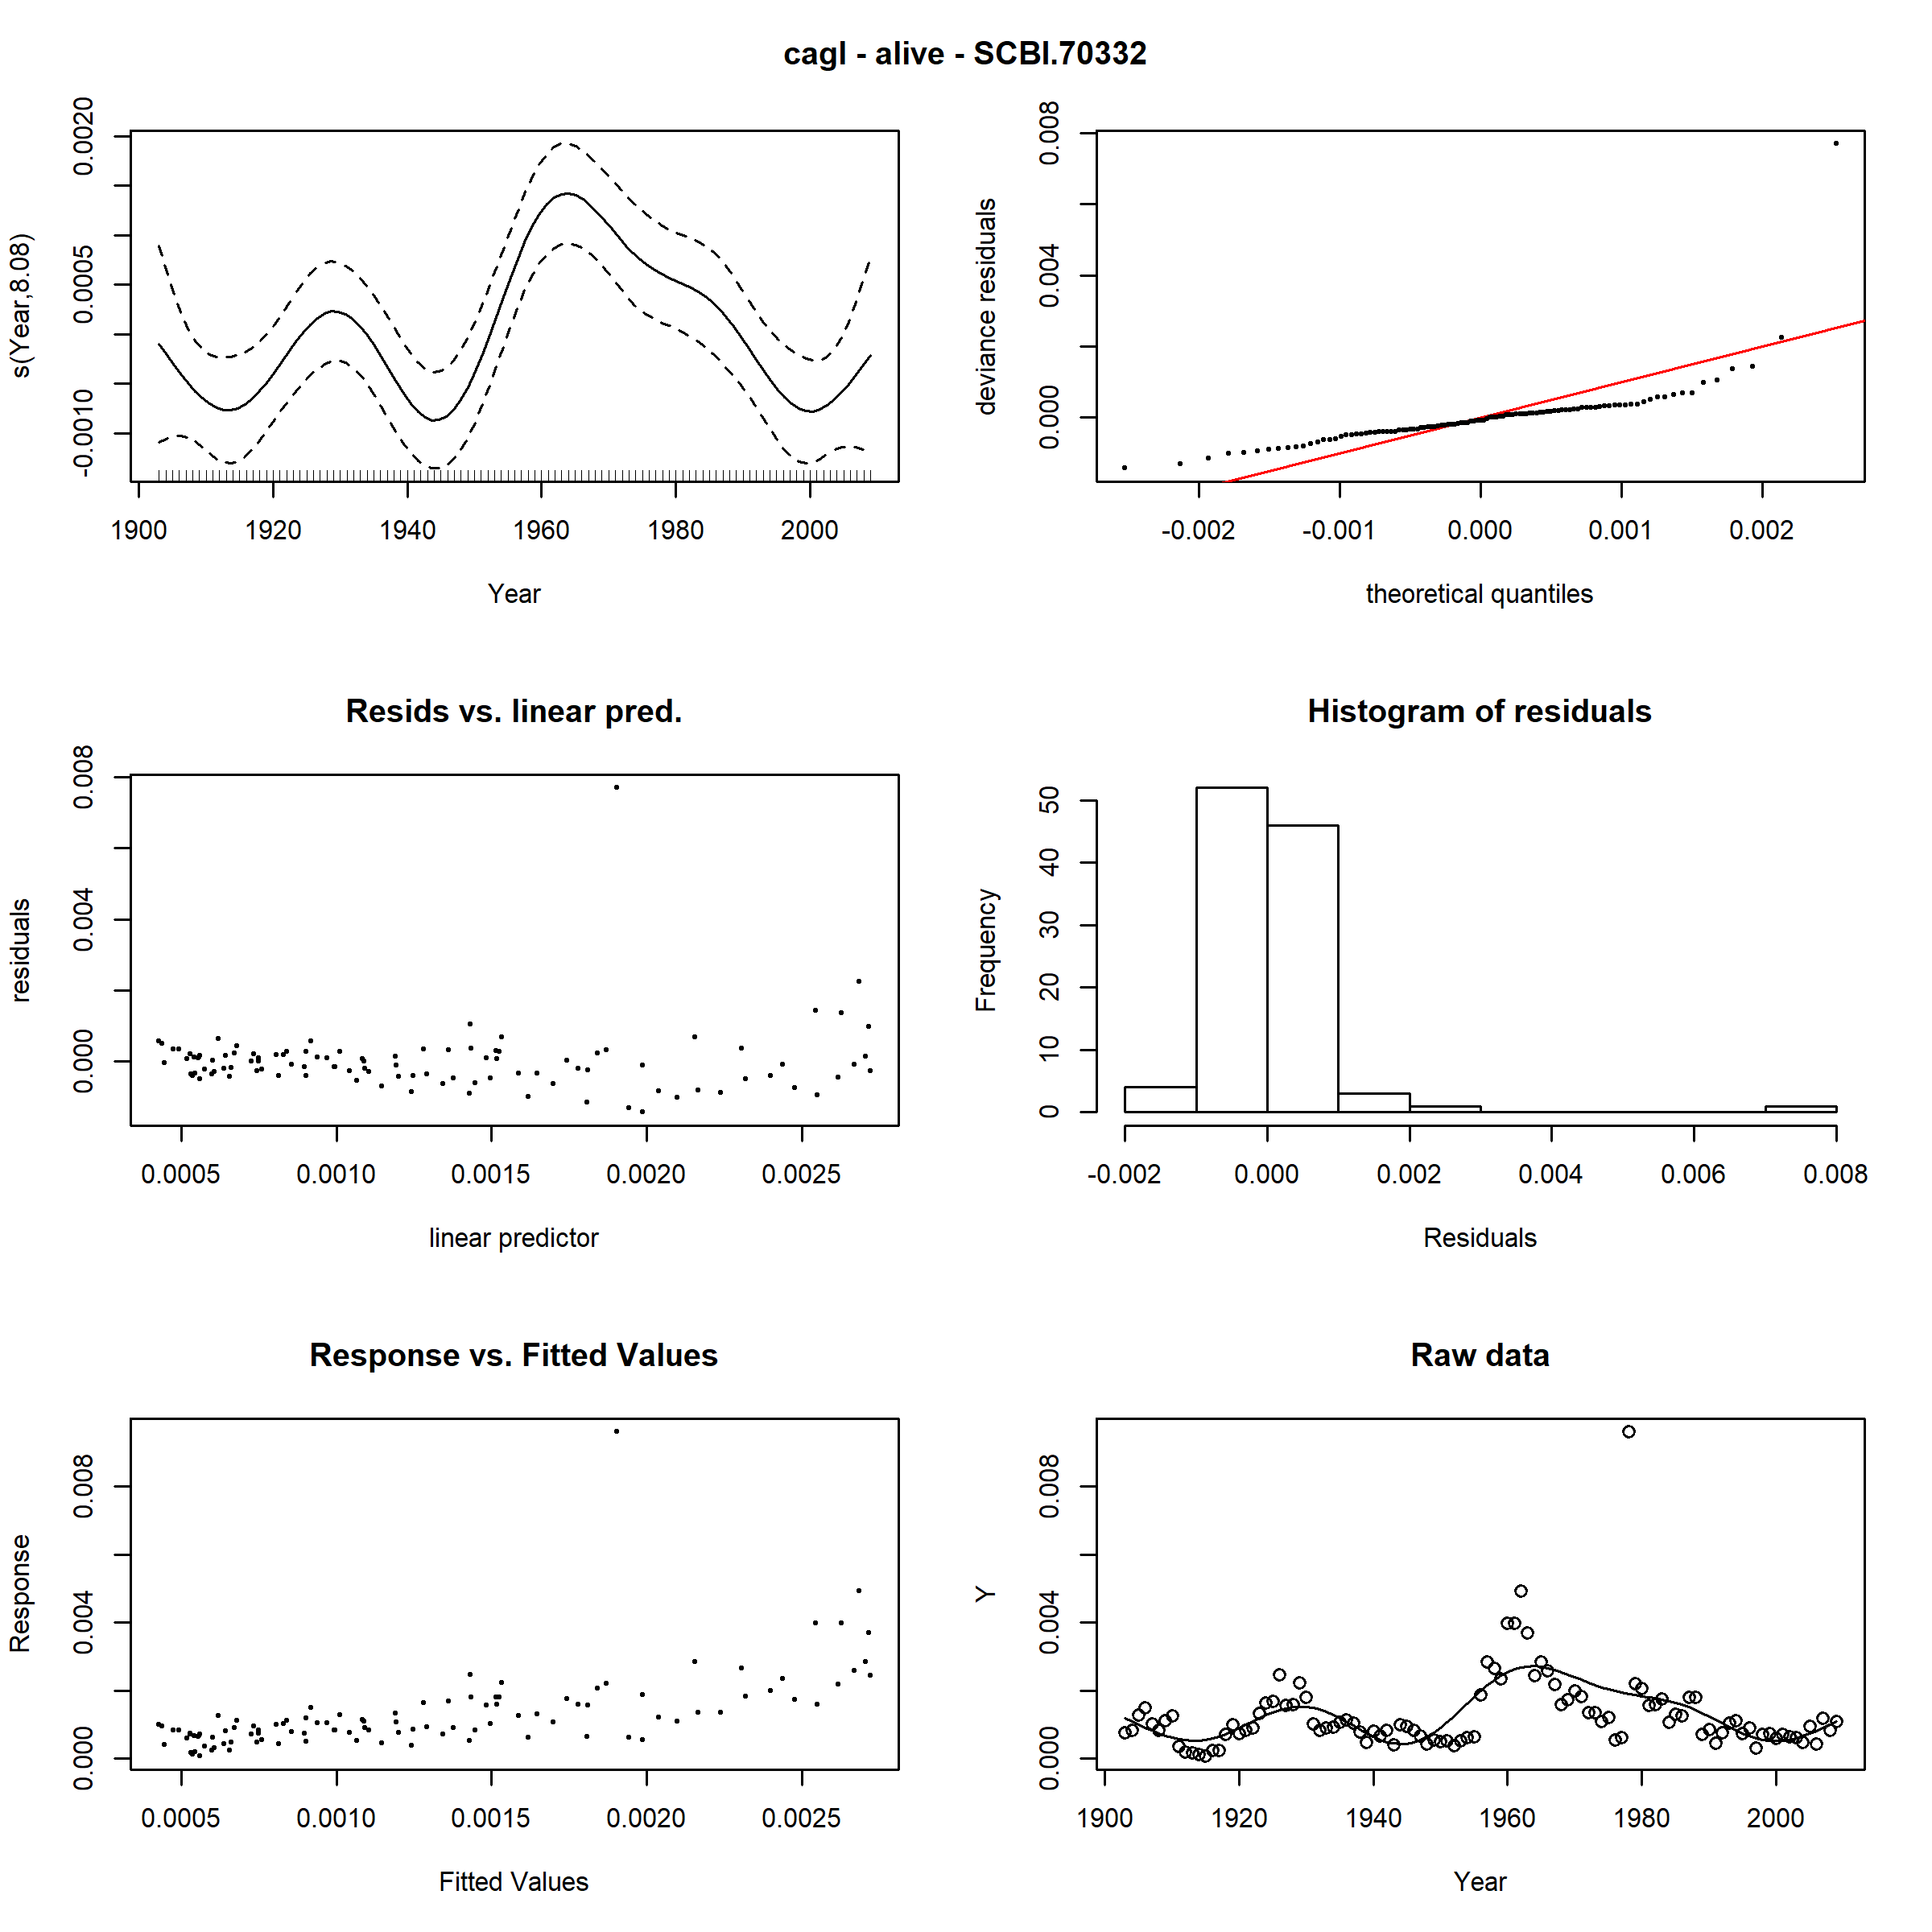 cagl - alive - SCBI.70332
s(Year,8.08)
0.0020
0.0005
-0.0010
1900 1920 1940 1960 1980 2000
Year
deviance residuals
0.008
0.004
0.000
-0.002 -0.001 0.000 0.001 0.002
theoretical quantiles
Resids vs. linear pred.
residuals
0.008
0.004
0.000
0.0005 0.0010 0.0015 0.0020 0.0025
linear predictor
Histogram of residuals
Frequency
50
40
30
20
10
0
-0.002 0.000 0.002 0.004 0.006 0.008
Residuals
Response vs. Fitted Values
Response
0.008
0.004
0.000
0.0005 0.0010 0.0015 0.0020 0.0025
Fitted Values
Raw data
Y
0.008
0.004
0.000
1900 1920 1940 1960 1980 2000
Year